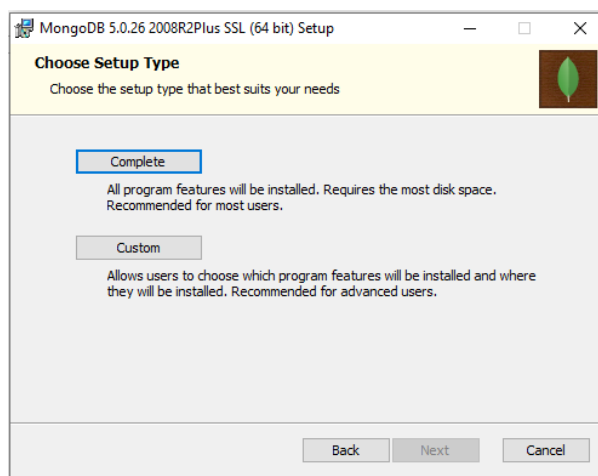 MongoDB 5.0.26 2008R2Plus SSL (64 bit) Setup
Choose Setup Type
Choose the setup type that best suits your needs
Complete
All program features will be installed. Requires the most disk space.
Recommended for most users.
Custom
Allows users to choose which program features will be installed and where
they will be installed. Recommended for advanced users.
Back Next Cancel